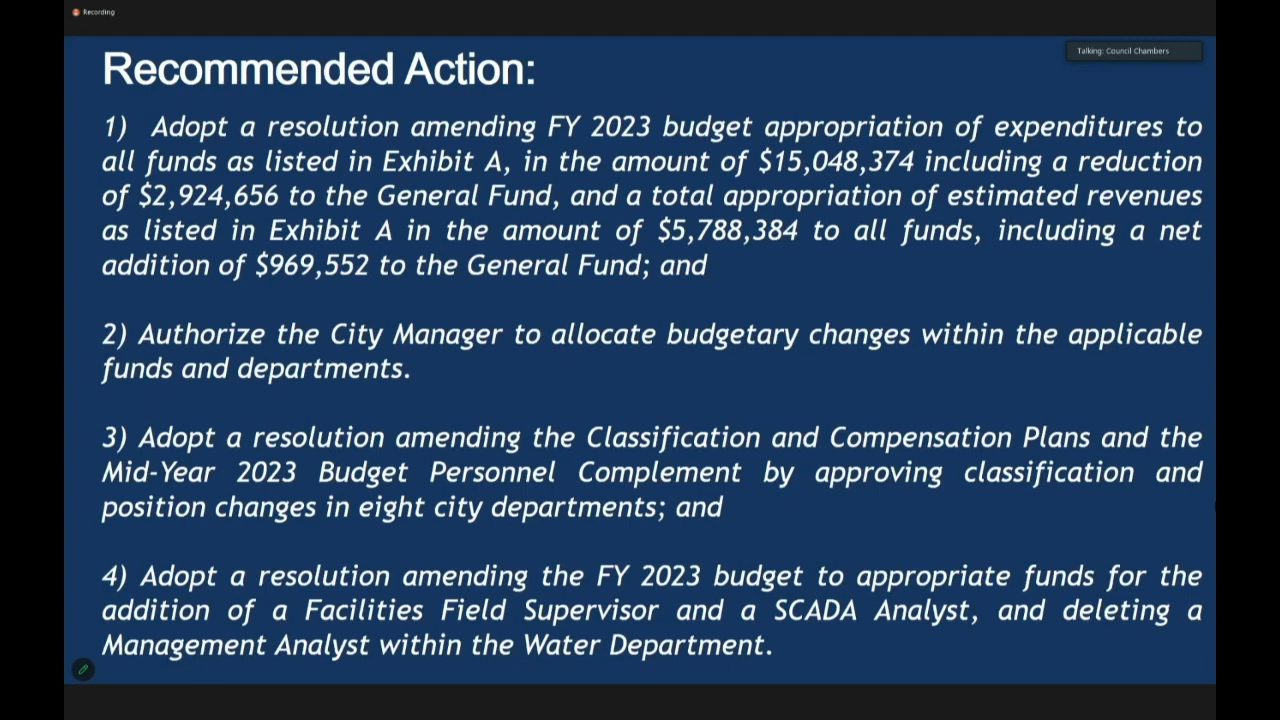 Recording
Talking: Council Chambers
Recommended Action:
1) Adopt a resolution amending FY 2023 budget appropriation of expenditures to
all funds as listed in Exhibit A, in the amount of $15,048,374 including a reduction
of $2,924,656 to the General Fund, and a total appropriation of estimated revenues
as listed in Exhibit A in the amount of $5,788,384 to all funds, including a net
addition of $969,552 to the General Fund; and
2) Authorize the City Manager to allocate budgetary changes within the applicable
funds and departments.
3) Adopt a resolution amending the Classification and Compensation Plans and the
Mid-Year 2023 Budget Personnel Complement by approving classification and
position changes in eight city departments; and
4) Adopt a resolution amending the FY 2023 budget to appropriate funds for the
addition of a Facilities Field Supervisor and a SCADA Analyst, and deleting a
Management Analyst within the Water Department.